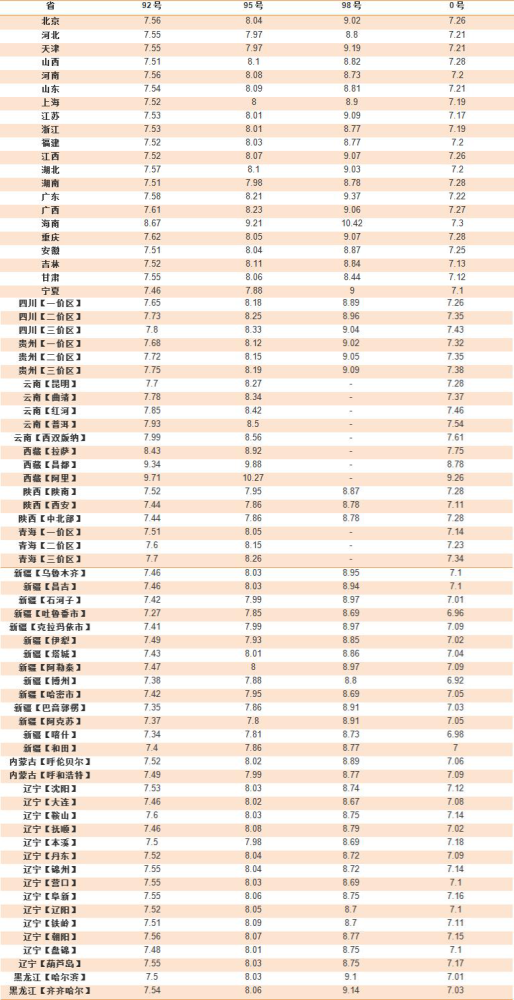 省 92号 95号 98号 0号
北京 7.56 8.04 9.02 7.26
河北 7.55 7.97 8.8 7.21
天津 7.55 7.97 9.19 7.21
山西 7.51 8.1 8.82 7.28
河南 7.56 8.08 8.73 7.2
山东 7.54 8.09 8.81 7.21
上海 7.52 8 8.9 7.19
江苏 7.53 8.01 9.09 7.17
浙江 7.53 8.01 8.77 7.19
福建 7.52 8.03 8.77 7.2
江西 7.52 8.07 9.07 7.26
湖北 7.57 8.1 9.03 7.2
湖南 7.51 7.98 8.78 7.28
广东 7.58 8.21 9.37 7.22
广西 7.61 8.23 9.06 7.27
海南 8.67 9.21 10.42 7.3
重庆 7.62 8.05 9.07 7.28
安徽 7.51 8.04 8.87 7.25
吉林 7.52 8.11 8.84 7.13
甘肃 7.55 8.06 8.44 7.12
宁夏 7.46 7.88 9 7.1
四川【一价区】 7.65 8.18 8.89 7.26
四川【二价区】 7.73 8.25 8.96 7.35
四川【三价区】 7.8 8.33 9.04 7.43
贵州【一价区】 7.68 8.12 9.02 7.32
贵州【二价区】 7.72 8.15 9.05 7.35
贵州【三价区】 7.75 8.19 9.09 7.38
云南【昆明】 7.7 8.27 - 7.28
云南【曲靖】 7.78 8.34 - 7.37
云南【红河】 7.85 8.42 - 7.46
云南【普洱】 7.93 8.5 - 7.54
云南【西双版纳】 7.99 8.56 - 7.61
西藏【拉萨】 8.43 8.92 - 7.75
西藏【昌都】 9.34 9.88 - 8.78
西藏【阿里】 9.71 10.27 - 9.26
陕西【陕南】 7.52 7.95 8.87 7.28
陕西【西安】 7.44 7.86 8.78 7.11
陕西【中北部】 7.44 7.86 8.78 7.28
青海【一价区】 7.51 8.05 - 7.14
青海【二价区】 7.6 8.15 - 7.23
青海【三价区】 7.7 8.26 - 7.34
新疆【乌鲁木齐】 7.46 8.03 8.95 7.1
新疆【昌吉】 7.46 8.03 8.94 7.1
新疆【石河子】 7.42 7.99 8.97 7.01
新疆【吐鲁番市】 7.27 7.85 8.69 6.96
新疆【克拉玛依市】 7.41 7.99 8.97 7.09
新疆【伊犁】 7.49 7.93 8.85 7.02
新疆【塔城】 7.43 8.01 8.86 7.04
新疆【阿勒泰】 7.47 8 8.97 7.09
新疆【博州】 7.38 7.88 8.8 6.92
新疆【哈密市】 7.42 7.95 8.69 7.05
新疆【巴音郭楞】 7.35 7.86 8.91 7.03
新疆【阿克苏】 7.37 7.8 8.91 7.05
新疆【喀什】 7.34 7.81 8.73 6.98
新疆【和田】 7.4 7.86 8.77 7
内蒙古【呼伦贝尔】 7.52 8.02 8.89 7.06
内蒙古【呼和浩特】 7.49 7.99 8.77 7.09
辽宁【沈阳】 7.53 8.03 8.74 7.12
辽宁【大连】 7.46 8.02 8.67 7.08
辽宁【鞍山】 7.6 8.03 8.75 7.14
辽宁【抚顺】 7.46 8.08 8.79 7.02
辽宁【本溪】 7.5 7.98 8.69 7.18
辽宁【丹东】 7.52 8.04 8.72 7.09
辽宁【锦州】 7.55 8.04 8.72 7.14
辽宁【营口】 7.55 8.03 8.69 7.1
辽宁【阜新】 7.55 8.06 8.75 7.16
辽宁【辽阳】 7.52 8.05 8.7 7.1
辽宁【铁岭】 7.51 8.09 8.7 7.11
辽宁【朝阳】 7.56 8.07 8.77 7.15
辽宁【盘锦】 7.48 8.01 8.75 7.1
辽宁【葫芦岛】 7.55 8.03 8.75 7.17
黑龙江【哈尔滨】 7.5 8.03 9.1 7.01
黑龙江【齐齐哈尔】 7.54 8.06 9.14 7.03